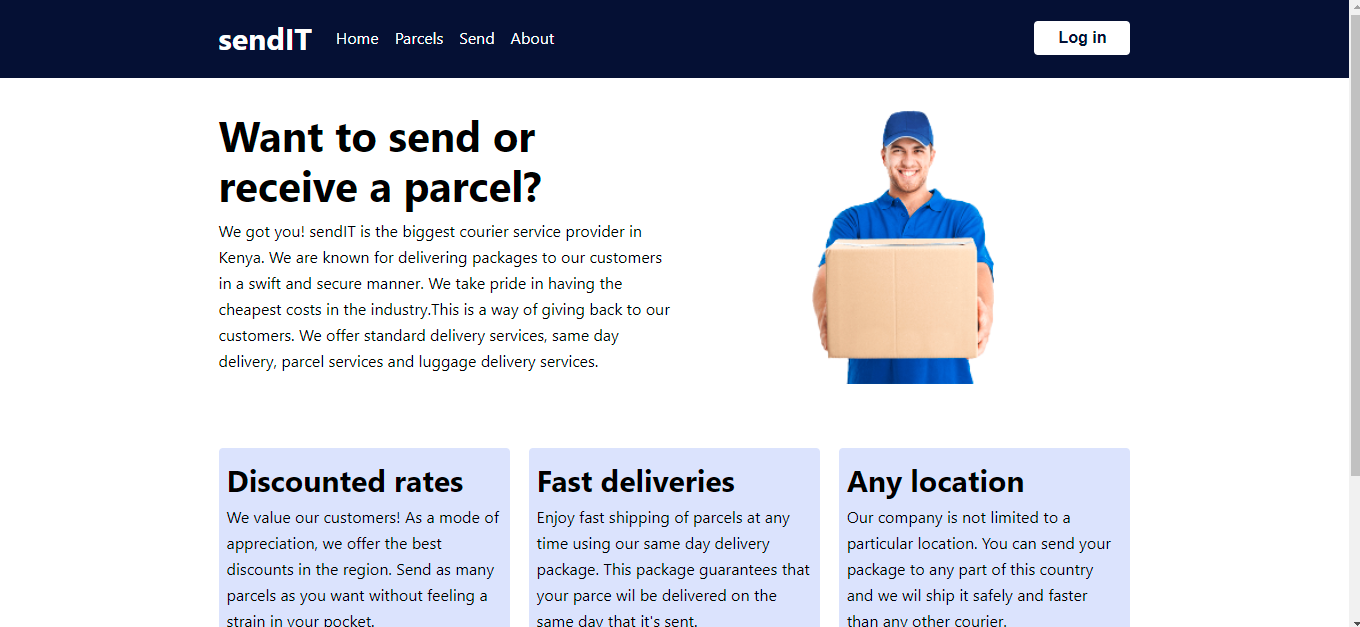 sendIT Home Parcels Send About Log in
Want to send or
receive a parcel?
We got you! sendIT is the biggest courier service provider in
Kenya. We are known for delivering packages to our customers
in a swift and secure manner. We take pride in having the
cheapest costs in the industry.This is a way of giving back to our
customers. We offer standard delivery services, same day
delivery, parcel services and luggage delivery services.
Discounted rates
We value our customers! As a mode of
appreciation, we offer the best
discounts in the region. Send as many
parcels as you want without feeling a
strain in your pocket.
Fast deliveries
Enjoy fast shipping of parcels at any
time using our same day delivery
package. This package guarantees that
your parce wil be delivered on the
same day that it's sent.
Any location
Our company is not limited to a
particular location. You can send your
package to any part of this country
and we wil ship it safely and faster
than any other courier.